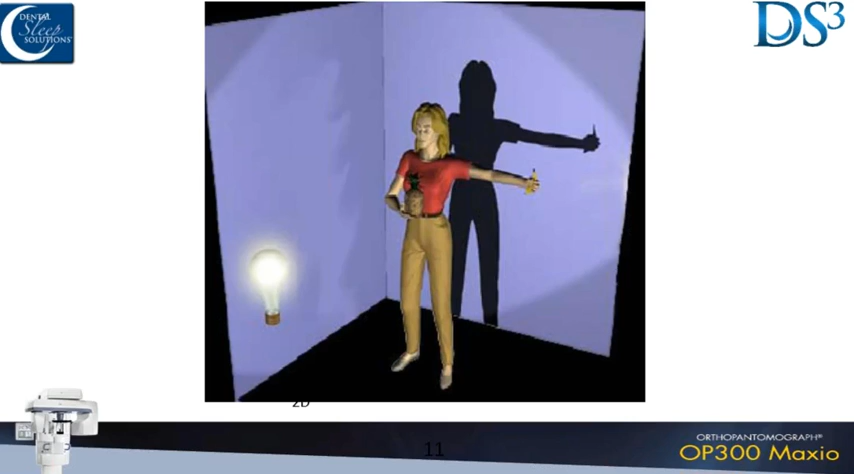 DENTAL
Sleep
SOLUTIONS®
DS³
2D
11
ORTHOPANTOMOGRAPH®
OP300 Maxio